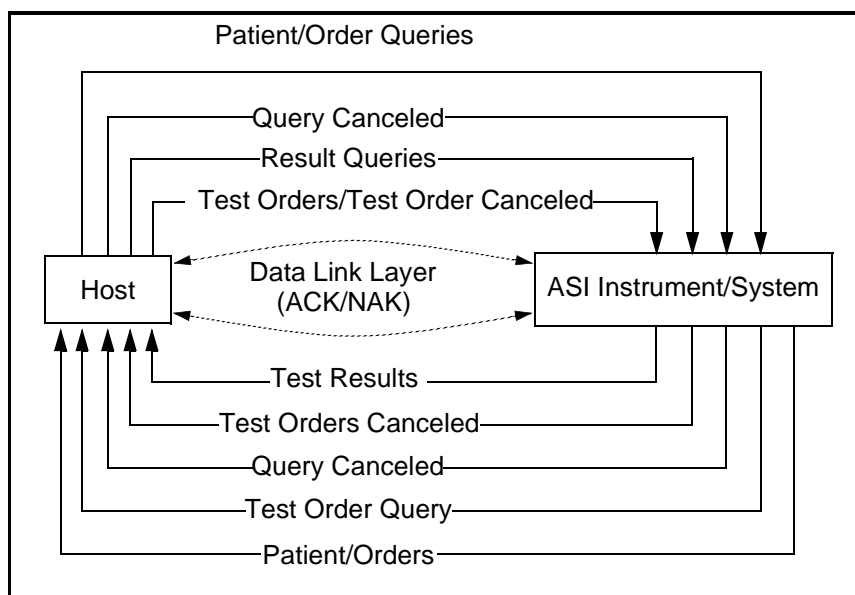 Patient/Order Queries
Query Canceled
Result Queries
Test Orders/Test Order Canceled
Host
Data Link Layer
(ACK/NAK)
ASI Instrument/System
Test Results
Test Orders Canceled
Query Canceled
Test Order Query
Patient/Orders